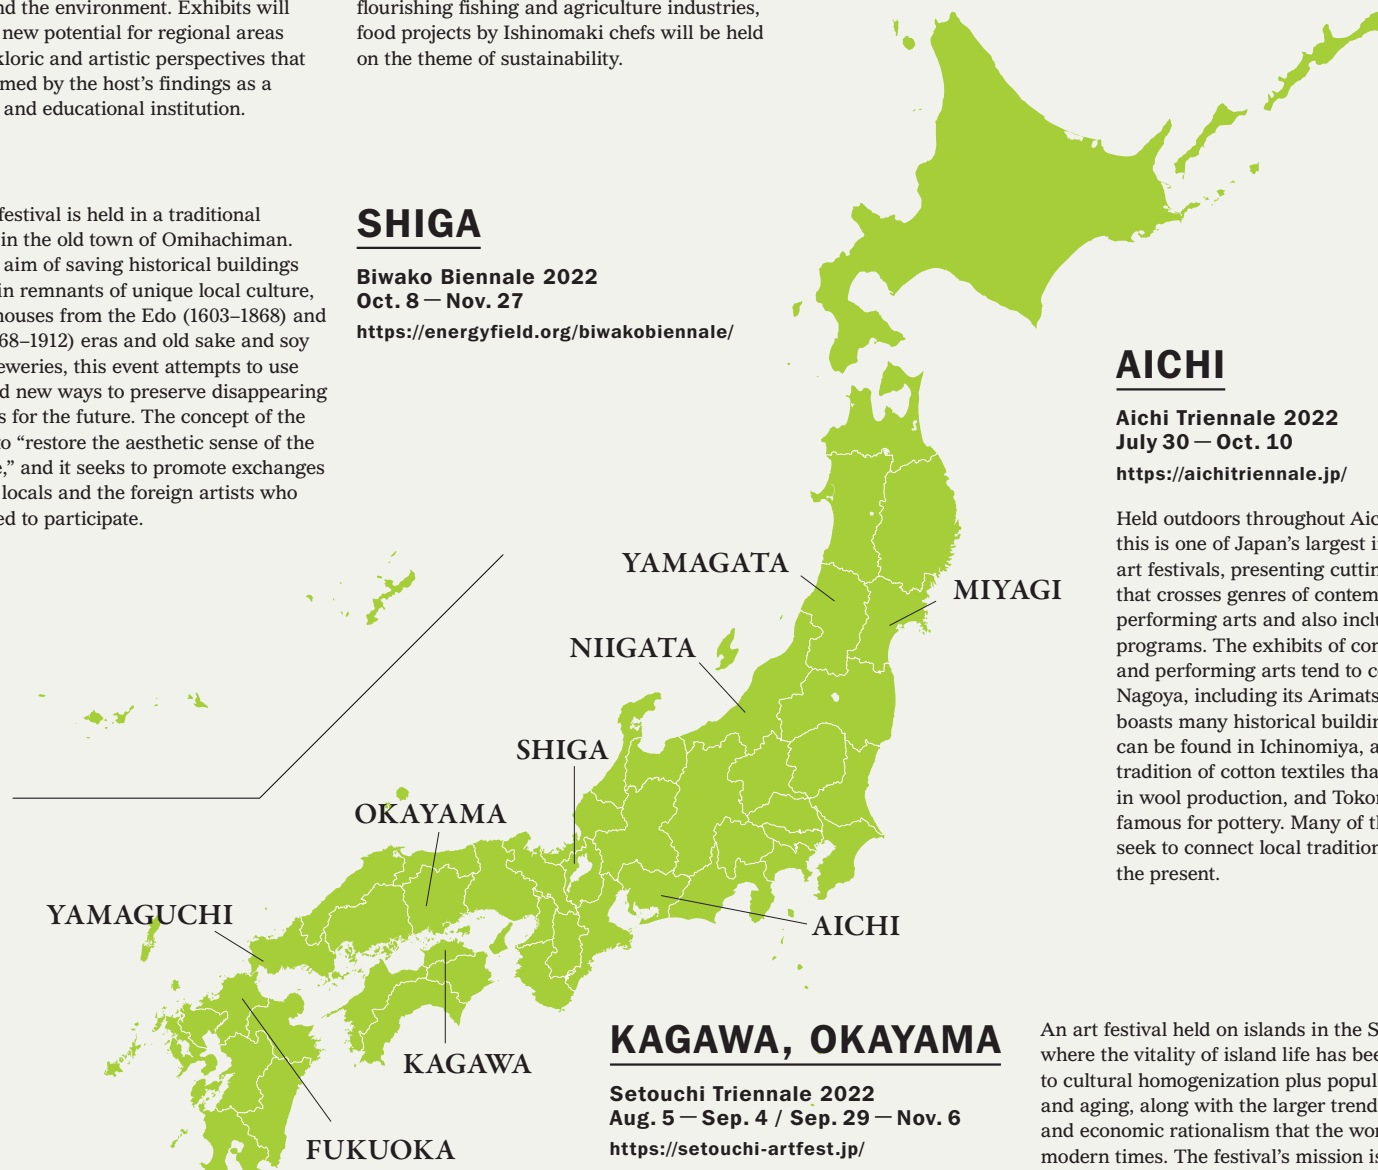 nd the environment. Exhibits will
new potential for regional areas
kloric and artistic perspectives that
med by the host’s findings as a
and educational institution.
flourishing fishing and agriculture industries,
food projects by Ishinomaki chefs will be held
on the theme of sustainability.
festival is held in a traditional
in the old town of Omihachiman.
aim of saving historical buildings
in remnants of unique local culture,
houses from the Edo (1603–1868) and
68–1912) eras and old sake and soy
eweries, this event attempts to use
d new ways to preserve disappearing
s for the future. The concept of the
to “restore the aesthetic sense of the
e,” and it seeks to promote exchanges
locals and the foreign artists who
ed to participate.
SHIGA
Biwako Biennale 2022
Oct. 8 — Nov. 27
https://energyfield.org/biwakobiennale/
AICHI
Aichi Triennale 2022
July 30 — Oct. 10
https://aichitriennale.jp/
Held outdoors throughout Aic
this is one of Japan’s largest i
art festivals, presenting cuttin
that crosses genres of contem
performing arts and also inclu
programs. The exhibits of con
and performing arts tend to c
Nagoya, including its Arimats
boasts many historical buildin
can be found in Ichinomiya, a
tradition of cotton textiles tha
in wool production, and Tokon
famous for pottery. Many of th
seek to connect local tradition
the present.
YAMAGATA
MIYAGI
NIIGATA
SHIGA
OKAYAMA
YAMAGUCHI
AICHI
KAGAWA
FUKUOKA
KAGAWA, OKAYAMA
Setouchi Triennale 2022
Aug. 5 — Sep. 4 / Sep. 29 — Nov. 6
https://setouchi-artfest.jp/
An art festival held on islands in the S
where the vitality of island life has bee
to cultural homogenization plus popul
and aging, along with the larger trend
and economic rationalism that the wor
modern times. The festival’s mission is